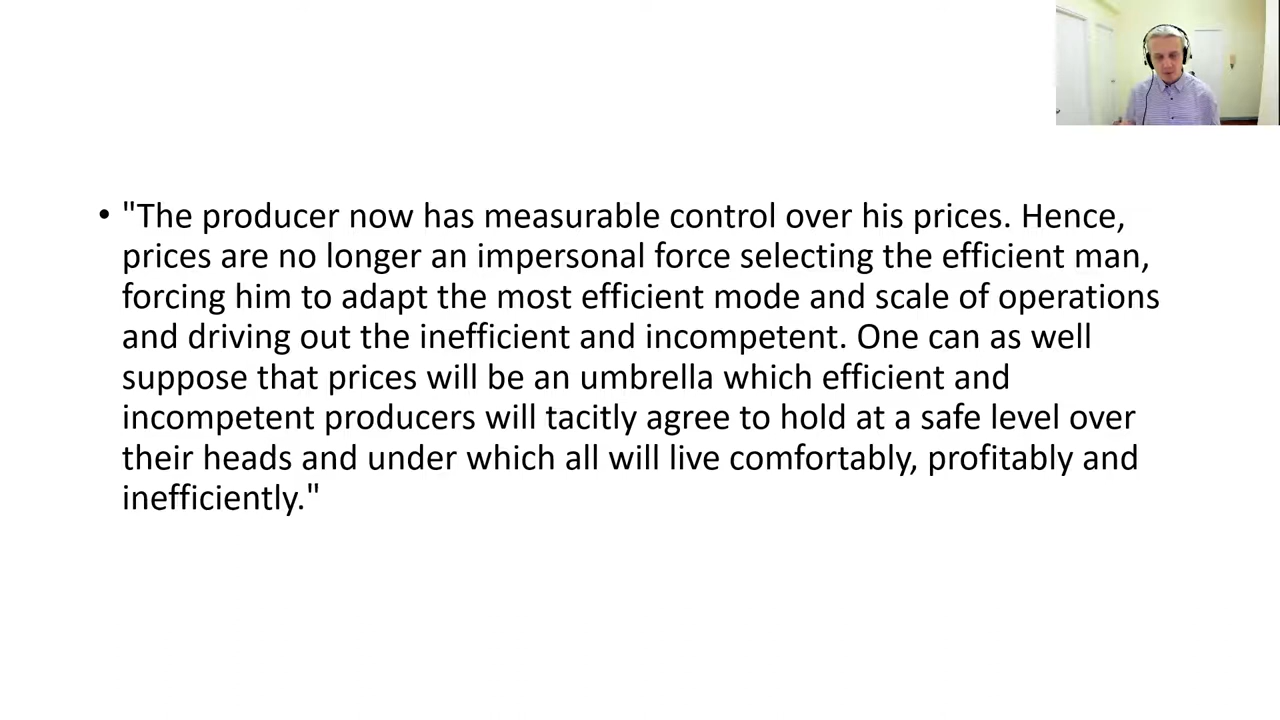 • "The producer now has measurable control over his prices. Hence,
prices are no longer an impersonal force selecting the efficient man,
forcing him to adapt the most efficient mode and scale of operations
and driving out the inefficient and incompetent. One can as well
suppose that prices will be an umbrella which efficient and
incompetent producers will tacitly agree to hold at a safe level over
their heads and under which all will live comfortably, profitably and
inefficiently."